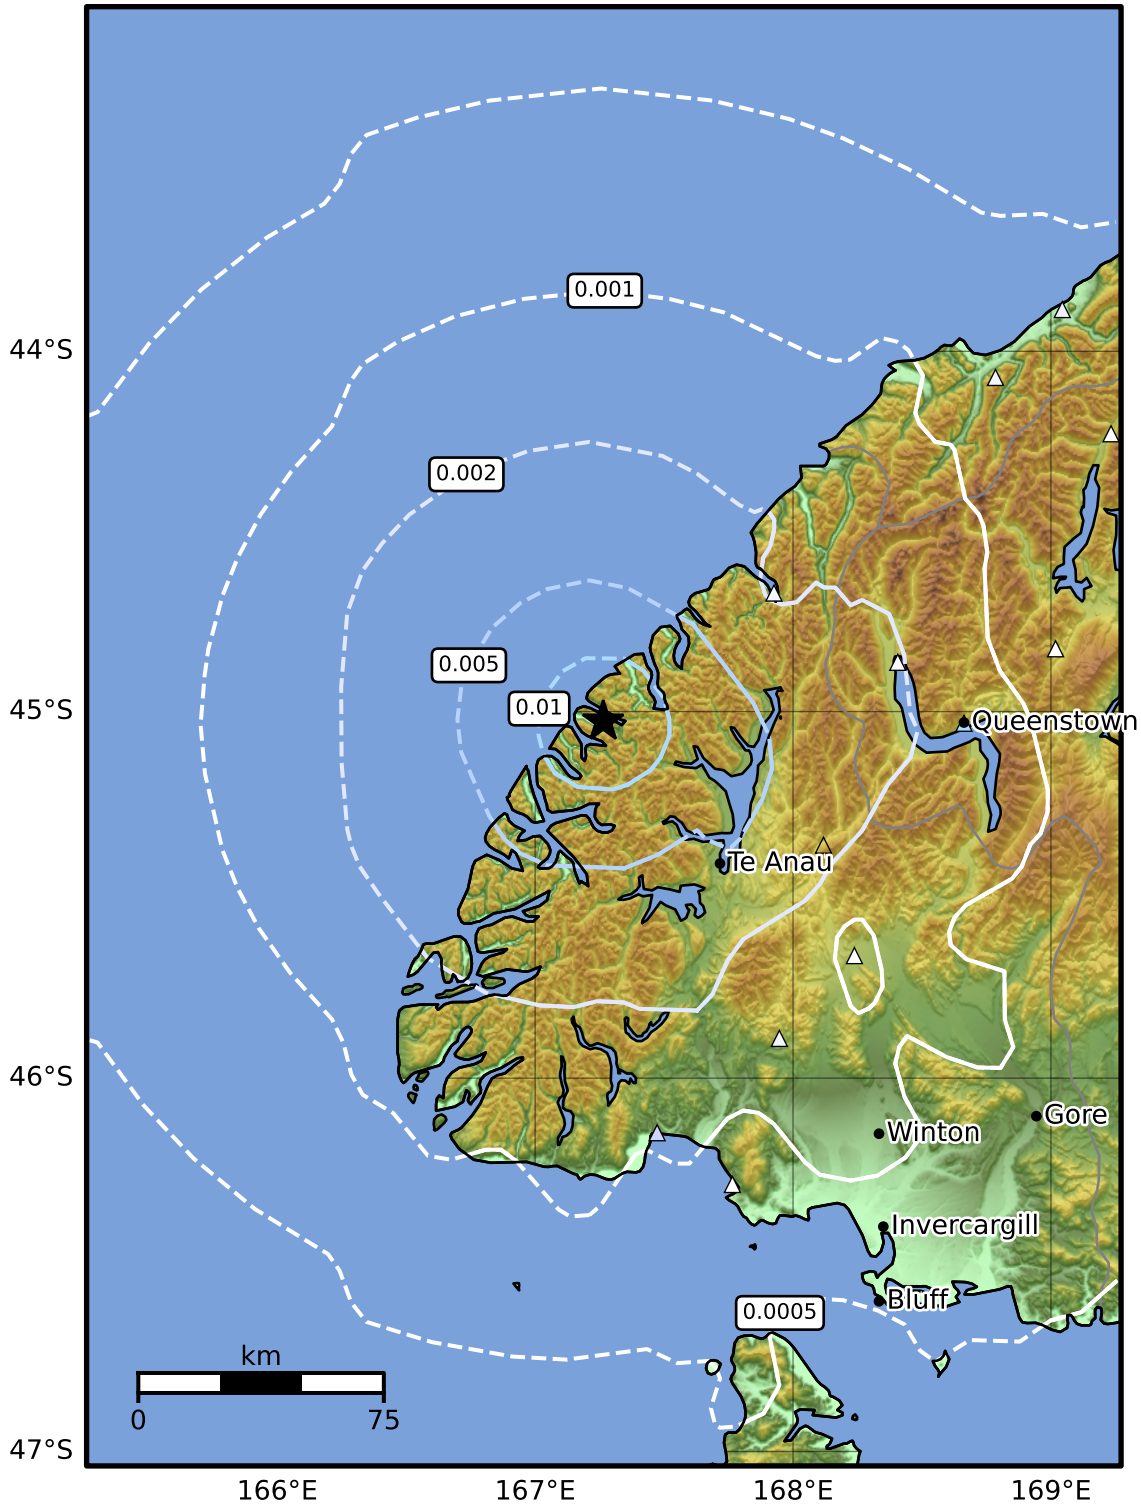 0.001
44°S
0.002
0.005
0.01
45°S
Queenstown
Te Anau
46°S
Gore
Winton
Invercargill
Bluff
0.0005
km
0 75
47°S
166°E 167°E 168°E 169°E